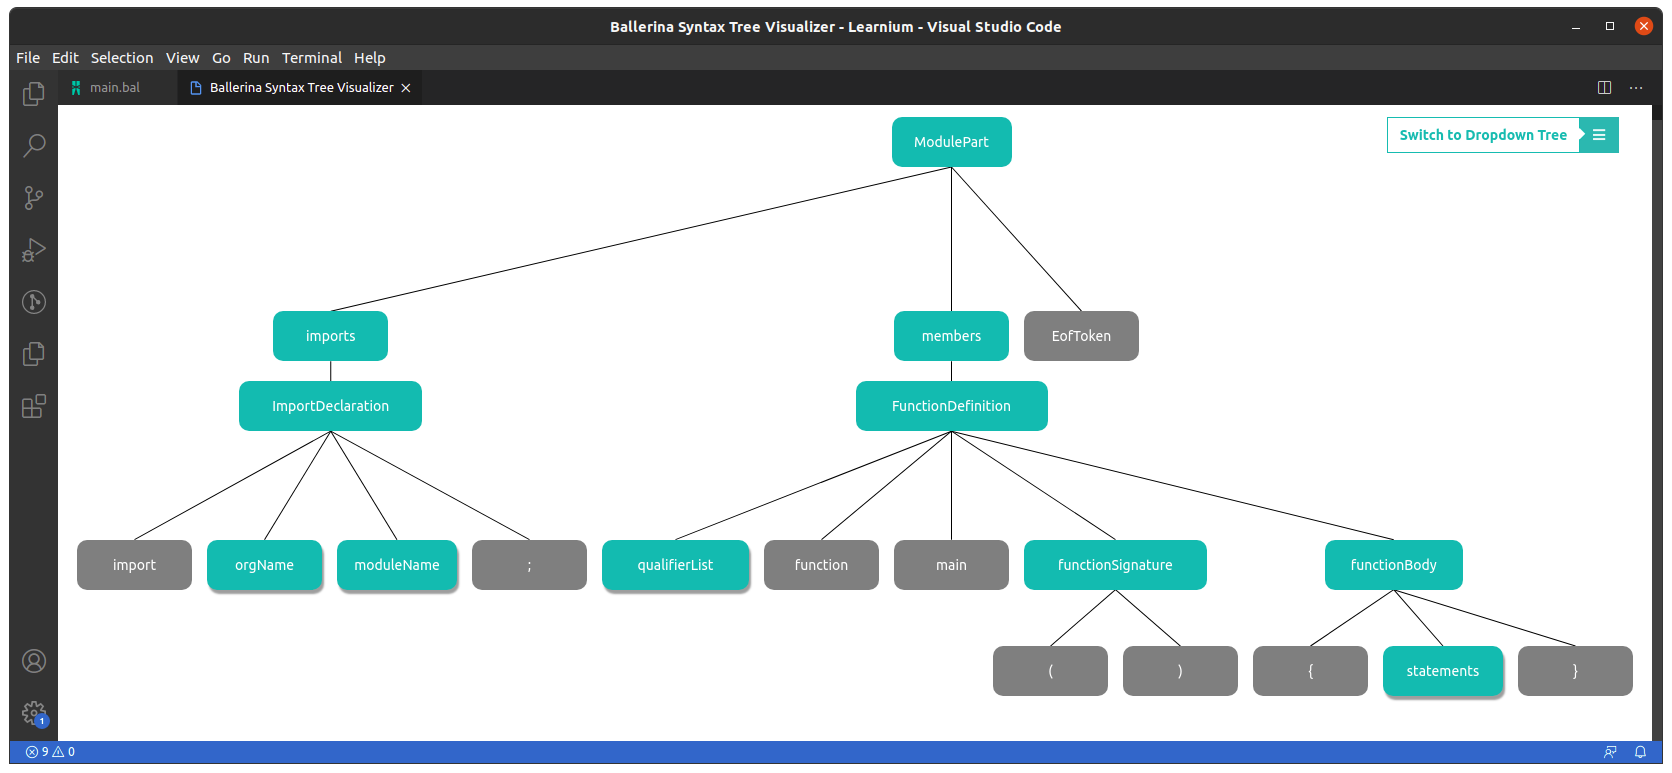 Ballerina Syntax Tree Visualizer - Learnium - Visual Studio Code
File Edit Selection View Go Run Terminal Help
main.bal Ballerina Syntax Tree Visualizer
ModulePart
Switch to Dropdown Tree
imports members EofToken
ImportDeclaration FunctionDefinition
import orgName moduleName ; qualifierList function main functionSignature functionBody
( ) { statements }
1
9 0